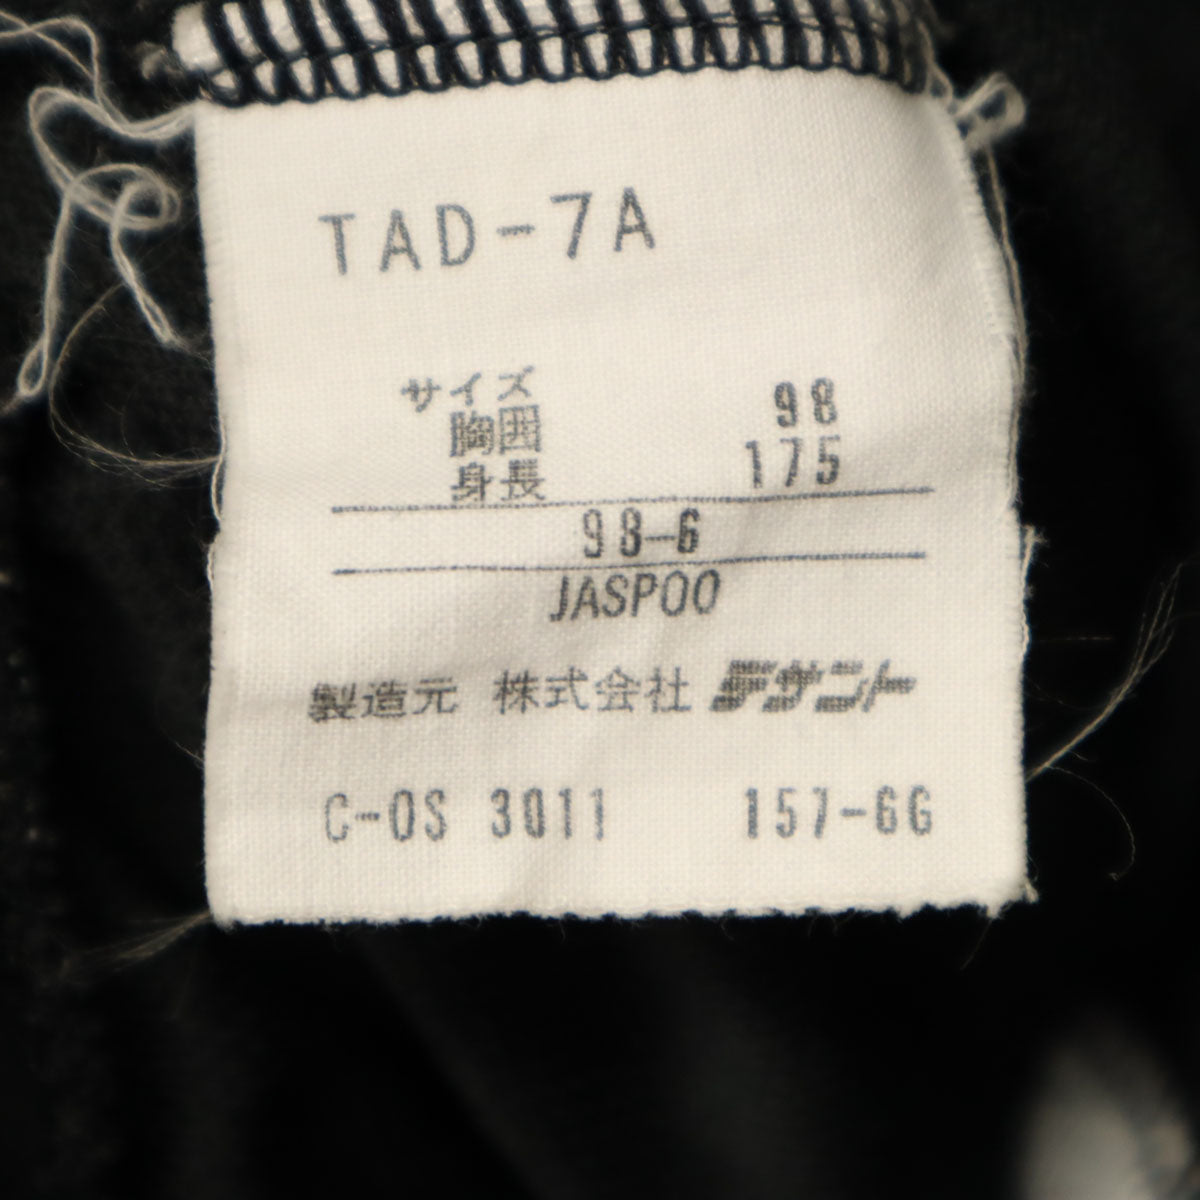 TAD-7A
サイズ
胸囲 98
身長 175
98-6
JASPOO
製造元 株式会社 デサント
C-OS 3011 157-6G